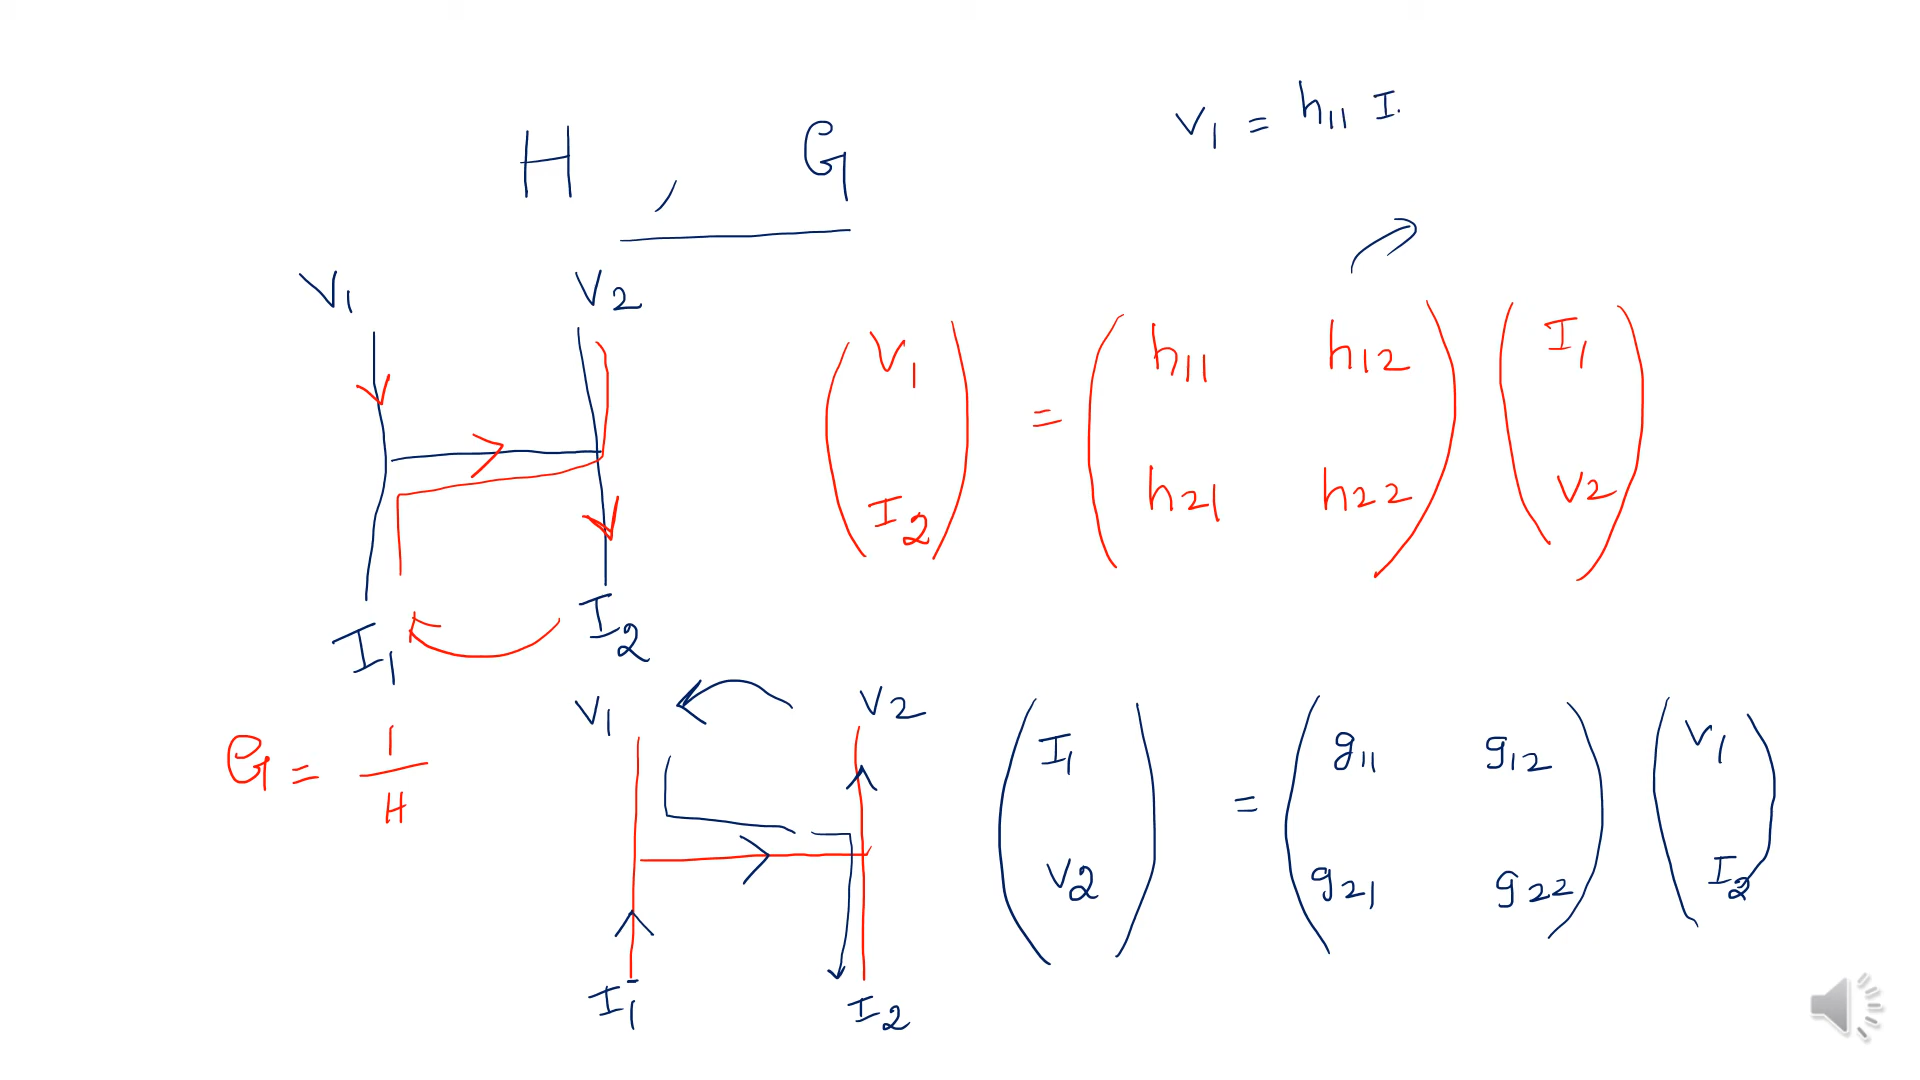 V1 = h11 I
H , G
V1 V2
I1 I2
(V1 I2) = (h11 h12 h21 h22) (I1 V2)
G = 1/H
V1 V2
I1 I2
(I1 V2) = (g11 g12 g21 g22) (V1 I2)